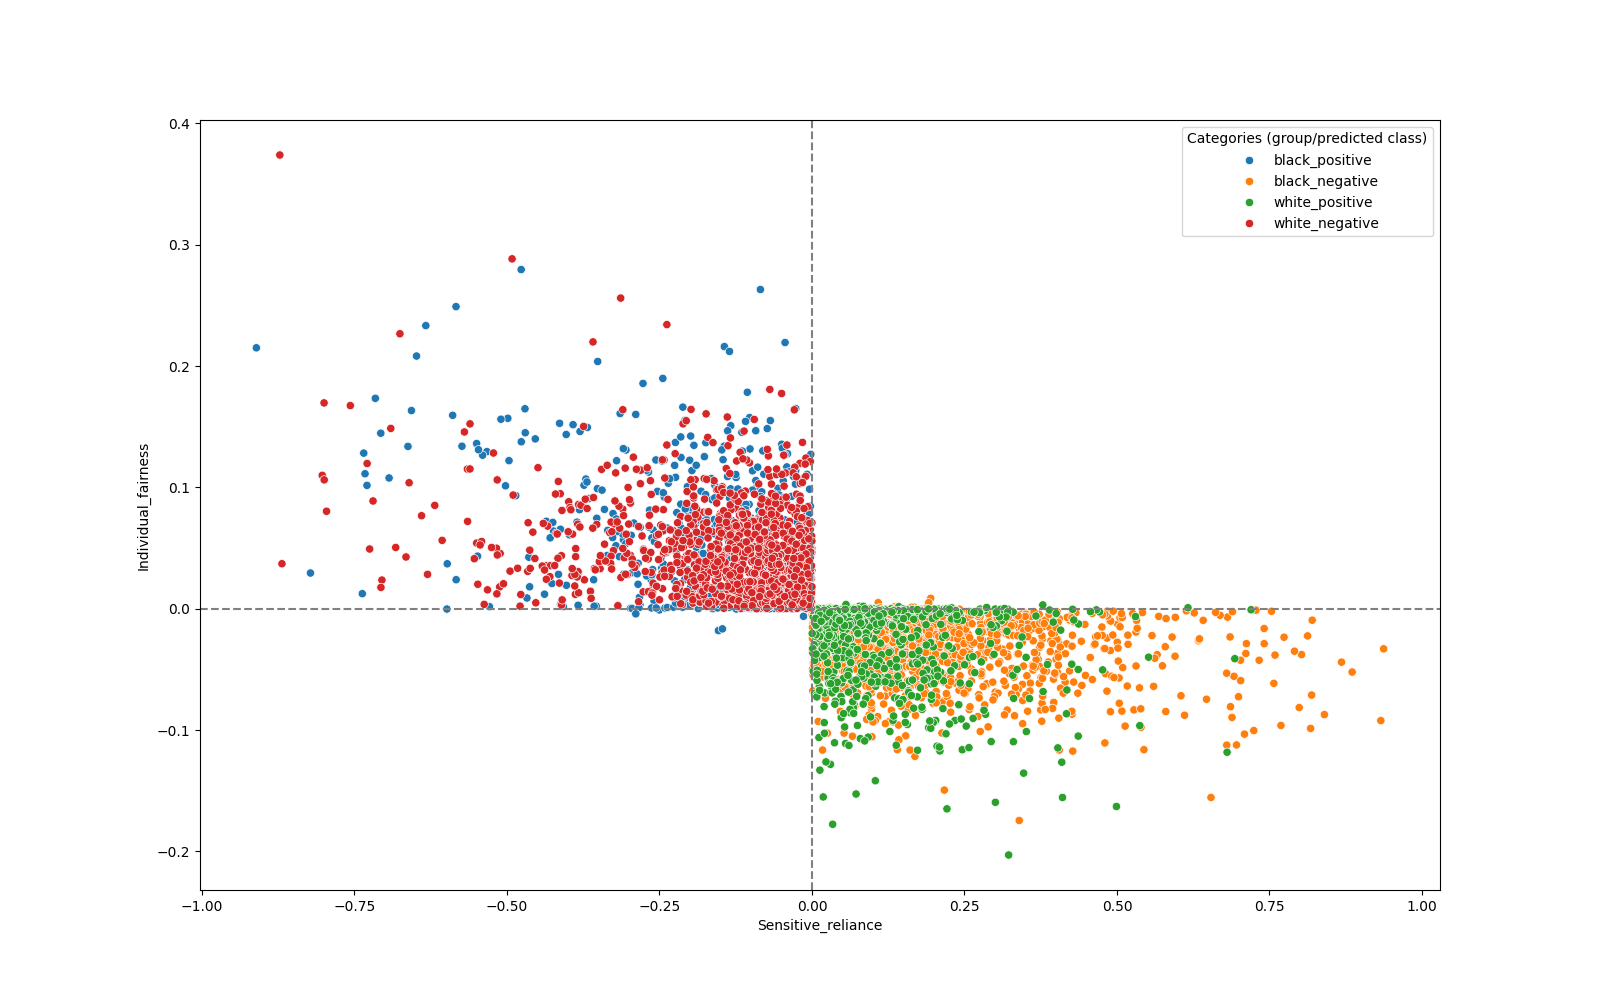 Categories (group/predicted class)
black_positive
black_negative
white_positive
white_negative
0.4
0.3
0.2
0.1
0.0
−0.1
−0.2
Individual_fairness
−1.00
−0.75
−0.50
−0.25
0.00
0.25
0.50
0.75
1.00
Sensitive_reliance